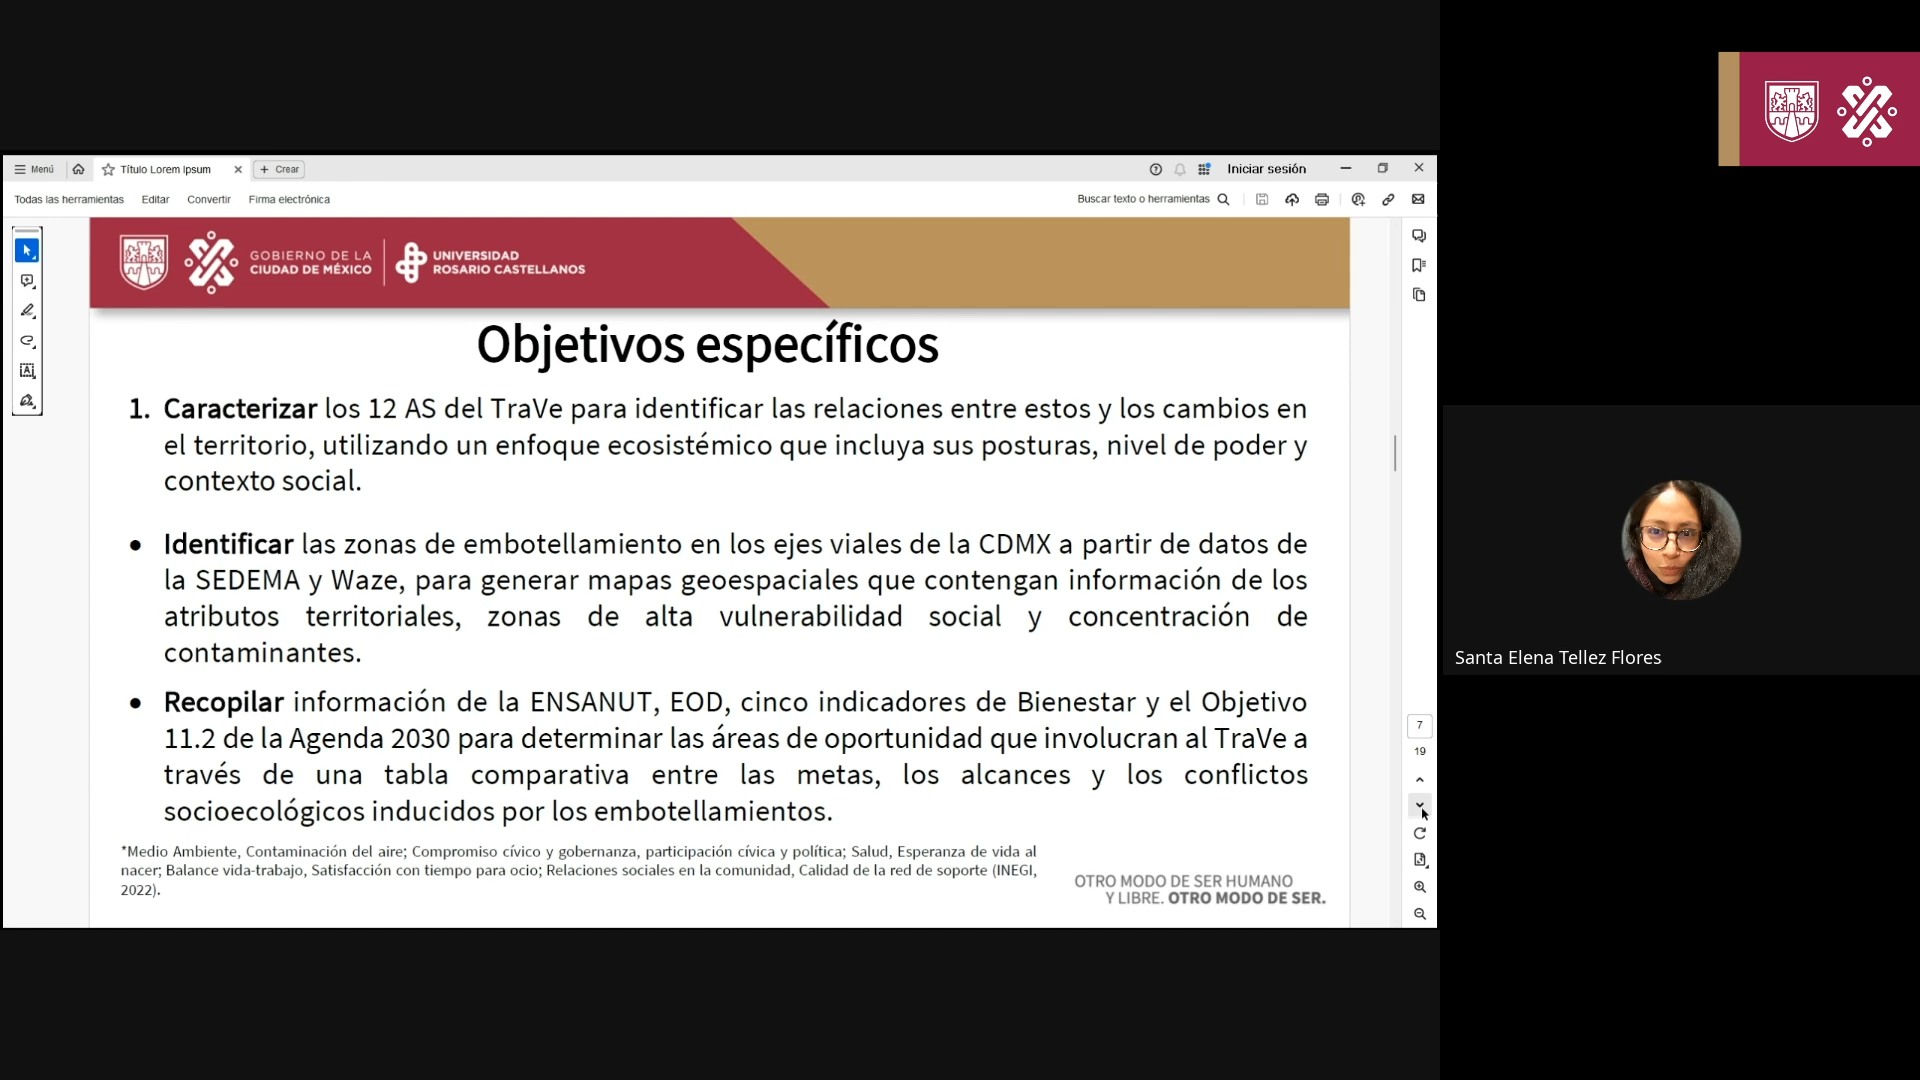 Menú
Título Lorem Ipsum
Crear
Iniciar sesión
Todas las herramientas
Editar
Convertir
Firma electrónica
Buscar texto o herramientas
GOBIERNO DE LA
CIUDAD DE MÉXICO
UNIVERSIDAD
ROSARIO CASTELLANOS
Objetivos específicos
1. Caracterizar los 12 AS del TraVe para identificar las relaciones entre estos y los cambios en
el territorio, utilizando un enfoque ecosistémico que incluya sus posturas, nivel de poder y
contexto social.
• Identificar las zonas de embotellamiento en los ejes viales de la CDMX a partir de datos de
la SEDEMA y Waze, para generar mapas geoespaciales que contengan información de los
atributos territoriales, zonas de alta vulnerabilidad social y concentración de
contaminantes.
• Recopilar información de la ENSANUT, EOD, cinco indicadores de Bienestar y el Objetivo
11.2 de la Agenda 2030 para determinar las áreas de oportunidad que involucran al TraVe a
través de una tabla comparativa entre las metas, los alcances y los conflictos
socioecológicos inducidos por los embotellamientos.
*Medio Ambiente, Contaminación del aire; Compromiso cívico y gobernanza, participación cívica y política; Salud, Esperanza de vida al
nacer; Balance vida-trabajo, Satisfacción con tiempo para ocio; Relaciones sociales en la comunidad, Calidad de la red de soporte (INEGI,
2022).
OTRO MODO DE SER HUMANO
Y LIBRE. OTRO MODO DE SER.
7
19
Santa Elena Tellez Flores